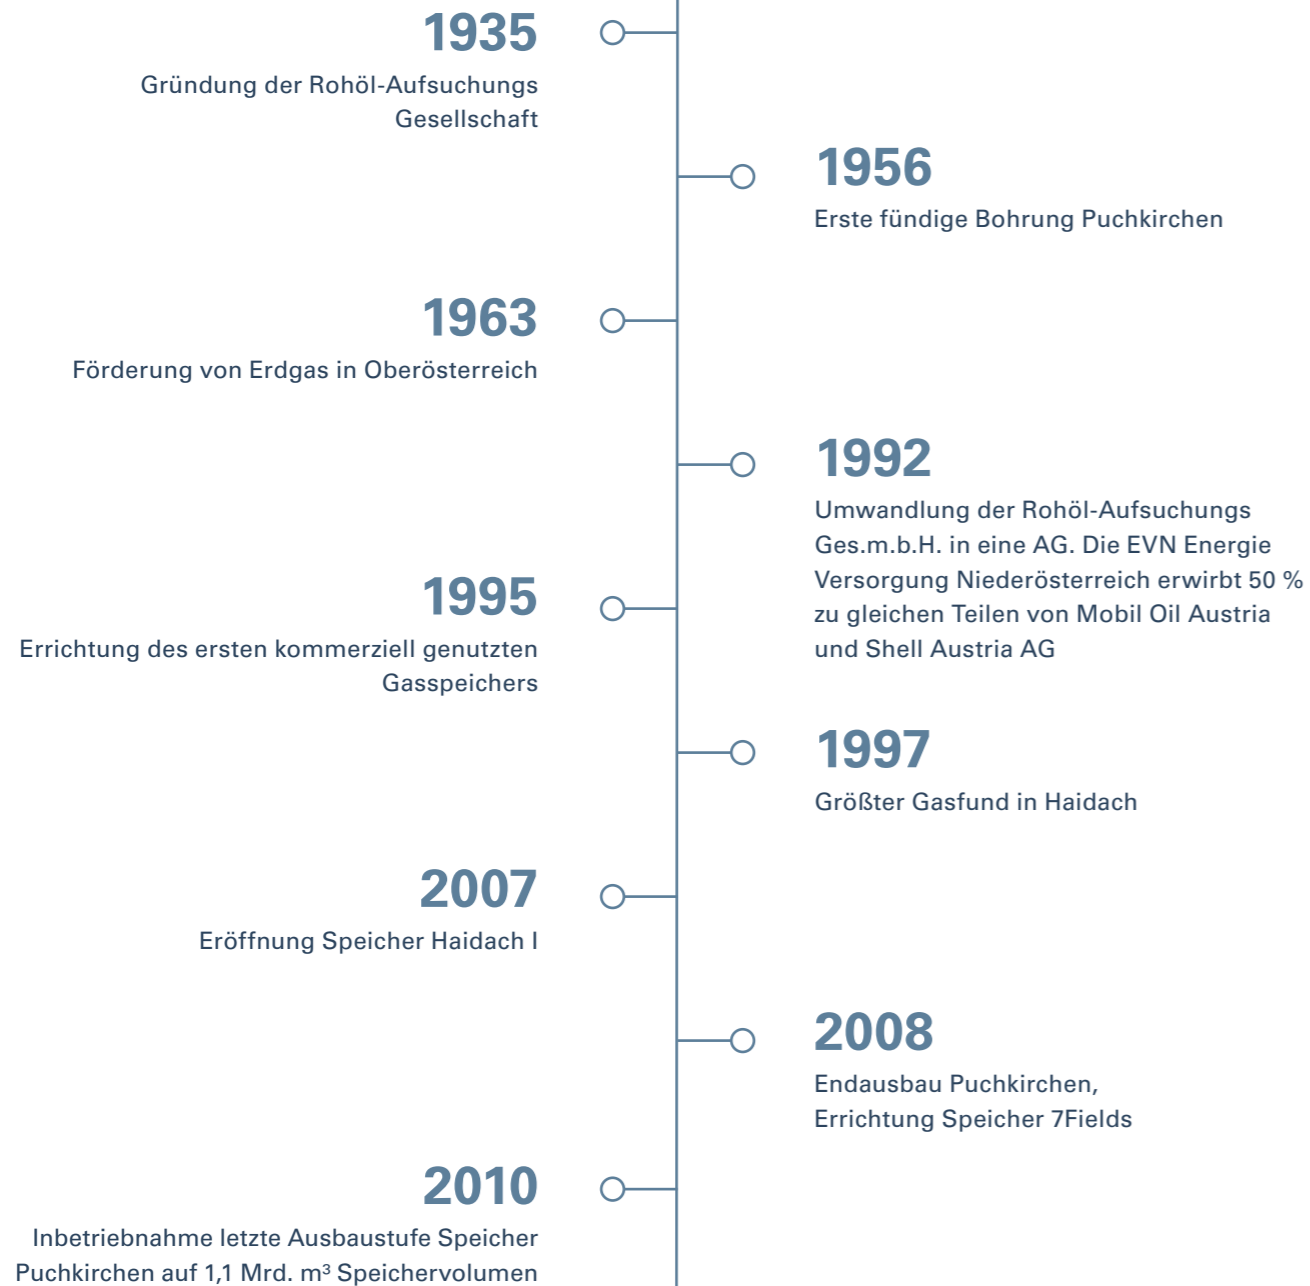 1935
Gründung der Rohöl-Aufsuchungs
Gesellschaft
1956
Erste fündige Bohrung Puchkirchen
1963
Förderung von Erdgas in Oberösterreich
1992
Umwandlung der Rohöl-Aufsuchungs
Ges.m.b.H. in eine AG. Die EVN Energie
Versorgung Niederösterreich erwirbt 50 %
zu gleichen Teilen von Mobil Oil Austria
und Shell Austria AG
1995
Errichtung des ersten kommerziell genutzten
Gasspeichers
1997
Größter Gasfund in Haidach
2007
Eröffnung Speicher Haidach I
2008
Endausbau Puchkirchen,
Errichtung Speicher 7Fields
2010
Inbetriebnahme letzte Ausbaustufe Speicher
Puchkirchen auf 1,1 Mrd. m³ Speichervolumen